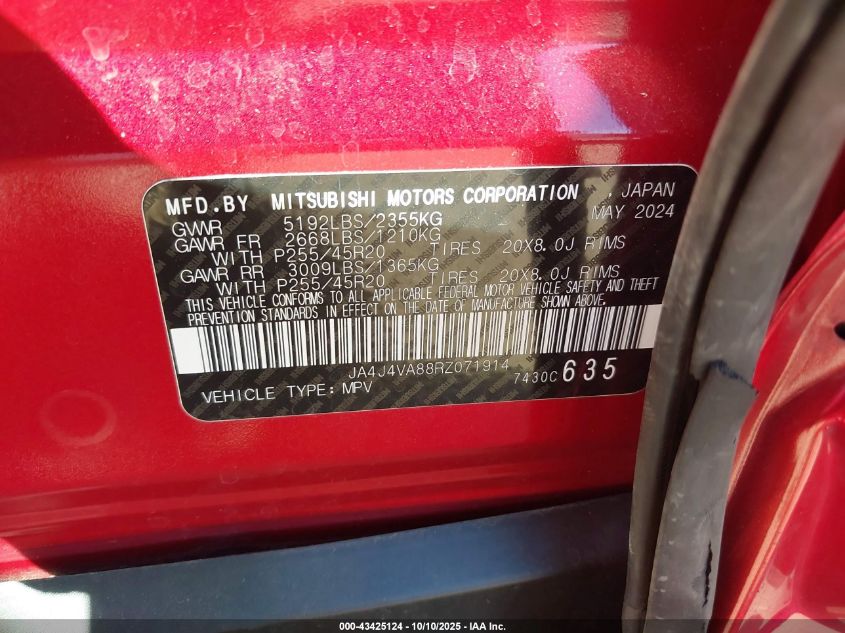 MFD.BY MITSUBISHI MOTORS CORPORATION , JAPAN
GVWR 5192LBS/2355KG MAY 2024
GAWR FR 2668LBS/1210KG
WITH P255/45R20 TIRES 20X8.0J RIMS
GAWR RR 3009LBS/1365KG
WITH P255/45R20 TIRES 20X8.0J RIMS
THIS VEHICLE CONFORMS TO ALL APPLICABLE FEDERAL MOTOR VEHICLE SAFETY AND THEFT
PREVENTION STANDARDS IN EFFECT ON THE DATE OF MANUFACTURE SHOWN ABOVE.
JA4J4VA88RZ071914
7430C 635
VEHICLE TYPE: MPV
000-43425124 - 10/10/2025 - IAA Inc.